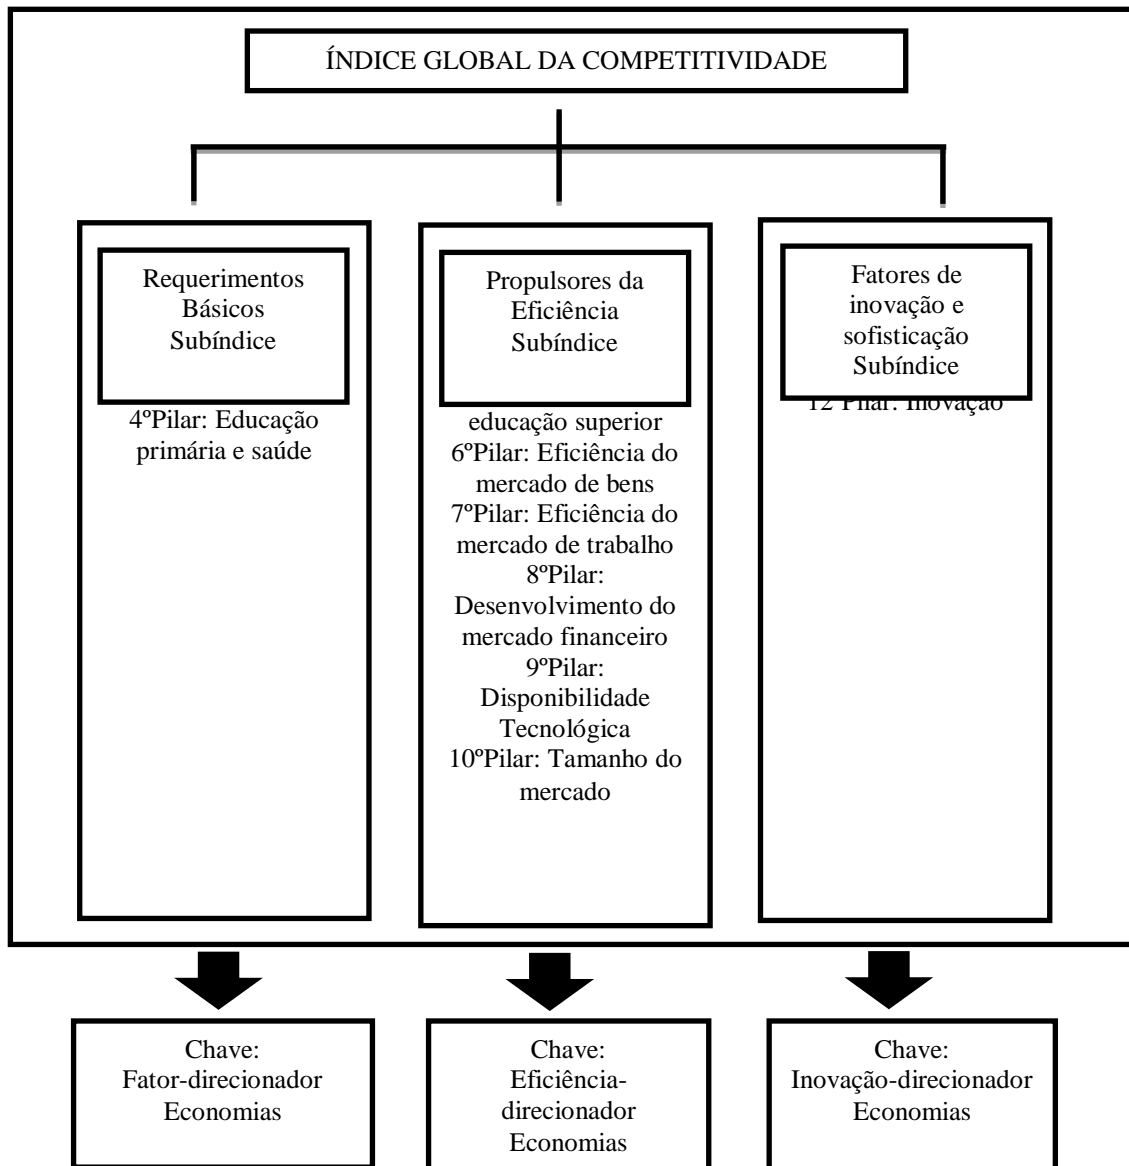 ÍNDICE GLOBAL DA COMPETITIVIDADE
Requerimentos
Básicos
Subíndice
4ºPilar: Educação
primária e saúde
Propulsores da
Eficiência
Subíndice
educação superior
6ºPilar: Eficiência do
mercado de bens
7ºPilar: Eficiência do
mercado de trabalho
8ºPilar:
Desenvolvimento do
mercado financeiro
9ºPilar:
Disponibilidade
Tecnológica
10ºPilar: Tamanho do
mercado
Fatores de
inovação e
sofisticação
Subíndice
12ºPilar: Inovação
Chave:
Fator-direcionador
Economias
Chave:
Eficiência-
direcionador
Economias
Chave:
Inovação-direcionador
Economias